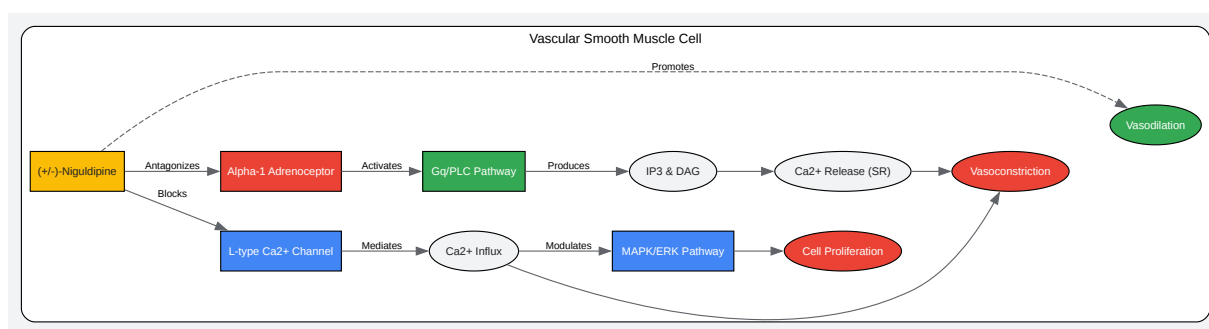 Vascular Smooth Muscle Cell
Promotes
Vasodilation
(+/-)-Niguldipine
Antagonizes
Alpha-1 Adrenoceptor
Activates
Gq/PLC Pathway
Produces
IP3 & DAG
Ca2+ Release (SR)
Vasoconstriction
Blocks
L-type Ca2+ Channel
Mediates
Ca2+ Influx
Modulates
MAPK/ERK Pathway
Cell Proliferation